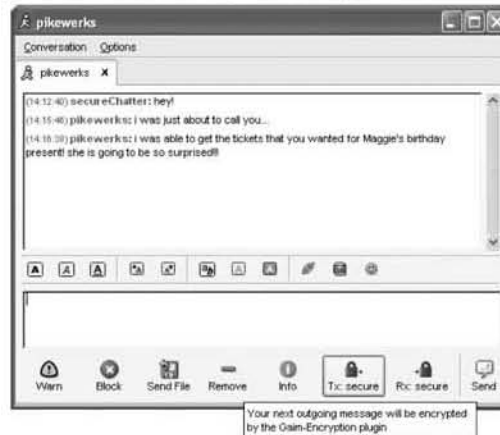 pikewerks
Conversation Options
pikewerks x
(14:12:40) secureChatter: hey!
(14:15:46) pikewerks: i was just about to call you...
(14:16:39) pikewerks: i was able to get the tickets that you wanted for Maggie's birthday
present! she is going to be so surprised!!!
Warn Block Send File Remove Info Tx: secure Rx: secure Send
Your next outgoing message will be encrypted
by the Gaim-Encryption plugin